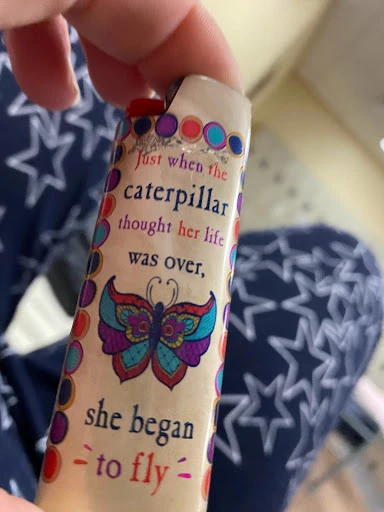 Just when the
caterpillar
thought her life
was over,
she began
to fly